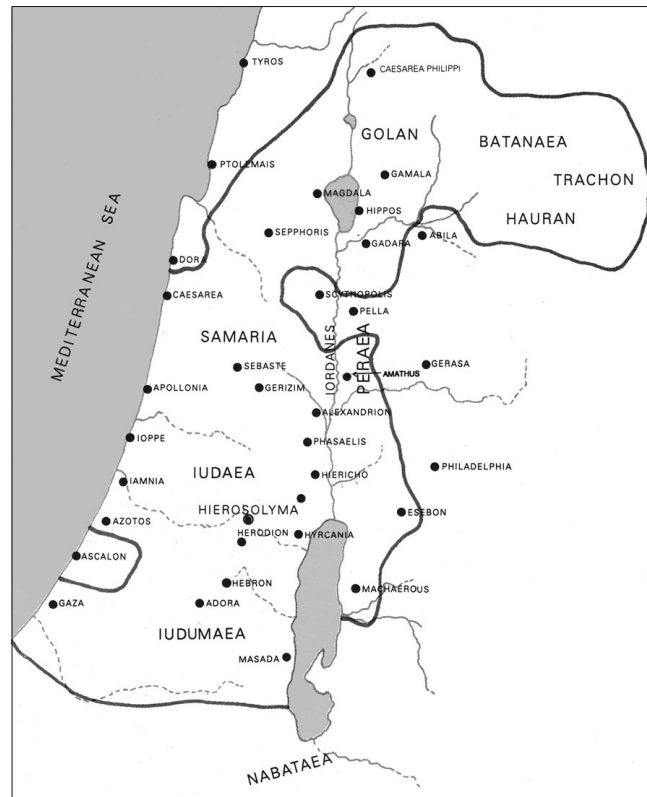 TYROS
CAESAREA PHILIPPI
GOLAN
BATANAEA
PTOLEMAIS
GAMALA
TRACHON
MAGDALA
HIPPOS
HAURAN
MEDITERRANEAN SEA
SEPPHORIS
ABILA
GADARA
DORA
CAESAREA
SCYTHOPOLIS
PELLA
SAMARIA
IORDANES
PERAEA
SEBASTE
GERASA
AMATHUS
APOLLONIA
GERIZIM
ALEXANDRION
IOPPE
PHASAELIS
IUDAEA
HIERICHO
PHILADELPHIA
IAMNIA
HIEROSOLYMA
AZOTOS
ESEBON
HERODION
HYRCANIA
ASCALON
HEBRON
MACHAEROUS
GAZA
ADORA
IUDUMAEA
MASADA
NABATAEA